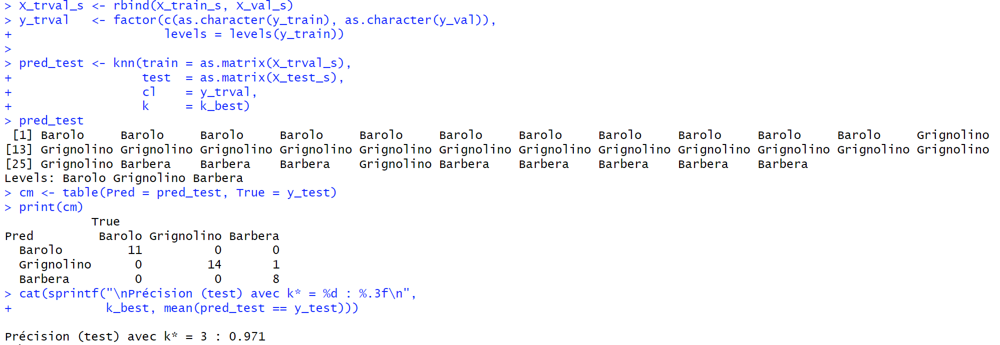 > X_trval_s <- rbind(X_train_s, X_val_s)
> y_trval   <- factor(c(as.character(y_train), as.character(y_val)),
+                     levels = levels(y_train))
>
> pred_test <- knn(train = as.matrix(X_trval_s),
+                  test  = as.matrix(X_test_s),
+                  cl    = y_trval,
+                  k     = k_best)
> pred_test
 [1] Barolo     Barolo     Barolo     Barolo     Barolo     Barolo     Barolo     Barolo     Barolo     Barolo     Barolo     Grignolino
[13] Grignolino Grignolino Grignolino Grignolino Grignolino Grignolino Grignolino Grignolino Grignolino Grignolino Grignolino Grignolino
[25] Grignolino Barbera    Barbera    Barbera    Grignolino Barbera    Barbera    Barbera    Barbera    Barbera
Levels: Barolo Grignolino Barbera
> cm <- table(Pred = pred_test, True = y_test)
> print(cm)
            True
Pred         Barolo Grignolino Barbera
  Barolo         11          0       0
  Grignolino      0         14       1
  Barbera         0          0       8
> cat(sprintf("\nPrécision (test) avec k* = %d : %.3f\n",
+             k_best, mean(pred_test == y_test)))

Précision (test) avec k* = 3 : 0.971